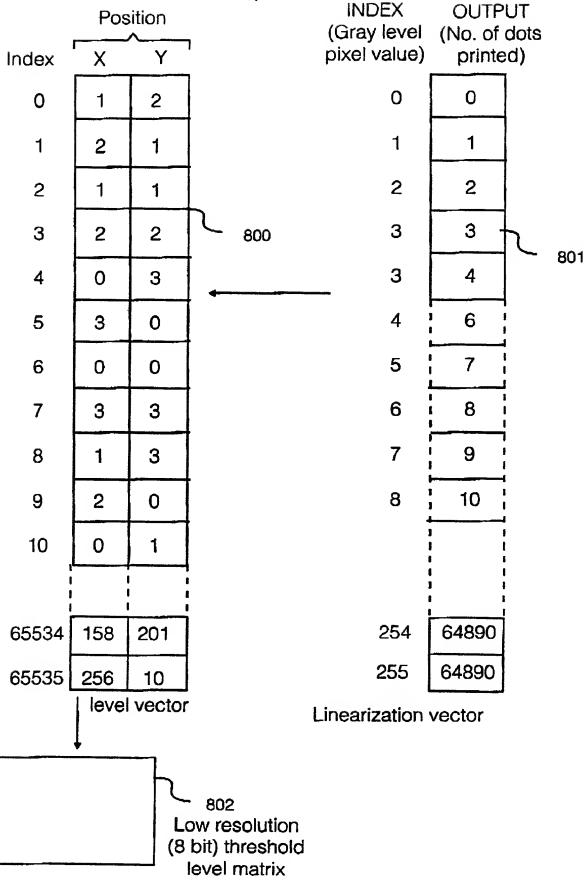 Position
Index X Y
0 1 2
1 2 1
2 1 1
3 2 2
4 0 3
5 3 0
6 0 0
7 3 3
8 1 3
9 2 0
10 0 1
65534 158 201
65535 256 10
level vector
800
INDEX
(Gray level
pixel value)
OUTPUT
(No. of dots
printed)
0 0
1 1
2 2
3 3
3 4
4 6
5 7
6 8
7 9
8 10
254 64890
255 64890
Linearization vector
801
802
Low resolution
(8 bit) threshold
level matrix